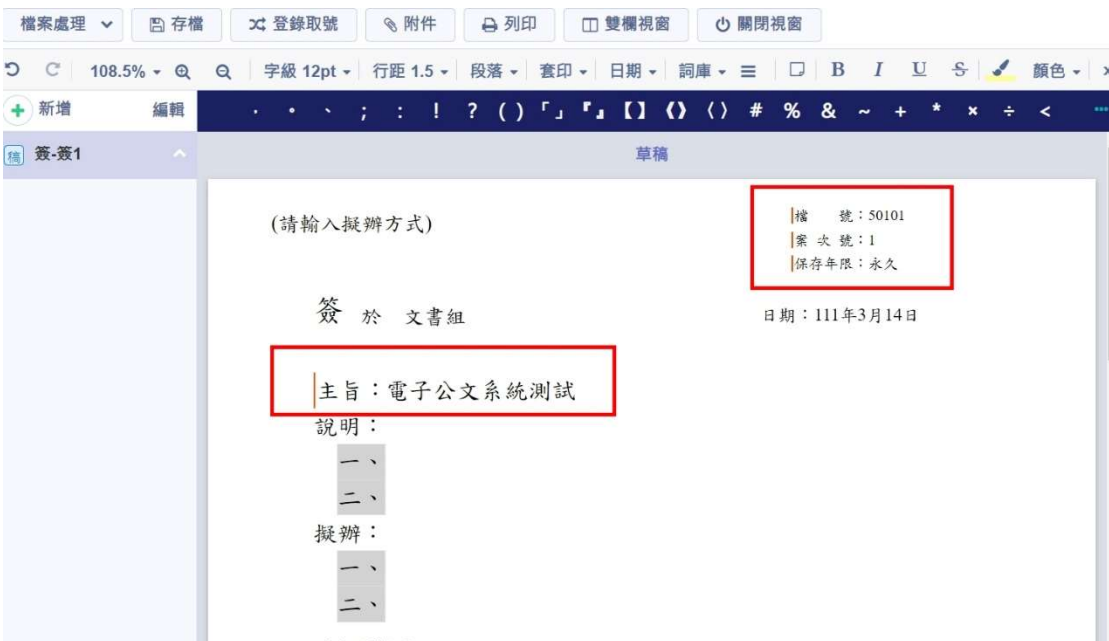 檔案處理 存檔 登錄取號 附件 列印 雙欄視窗 關閉視窗
108.5% 字級 12pt 行距 1.5 段落 套印 日期 詞庫 B I U S 顏色
新增 編輯 · • 、 ; : ! ? ( ) 「」 『』 【】 《》 〈〉 # % & ~ + * × ÷ <
稿 簽-簽1 草稿
(請輸入擬辦方式)
檔 號:50101
案 次 號:1
保存年限:永久
簽 於 文書組 日期:111年3月14日
主旨:電子公文系統測試
說明:
一、
二、
擬辦:
一、
二、